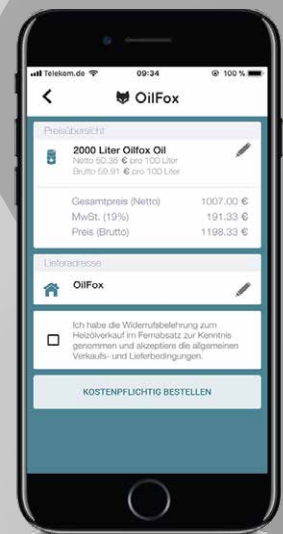 Telekom.de 09:34 100 %
OilFox
Preisübersicht
2000 Liter Oilfox Oil
Netto 50.35 € pro 100 Liter
Brutto 59.91 € pro 100 Liter
Gesamtpreis (Netto) 1007.00 €
MwSt. (19%) 191.33 €
Preis (Brutto) 1198.33 €
Lieferadresse
OilFox
Ich habe die Widerrufsbelehrung zum
Heizölverkauf im Fernabsatz zur Kenntnis
genommen und akzeptiere die allgemeinen
Verkaufs- und Lieferbedingungen.
KOSTENPFLICHTIG BESTELLEN